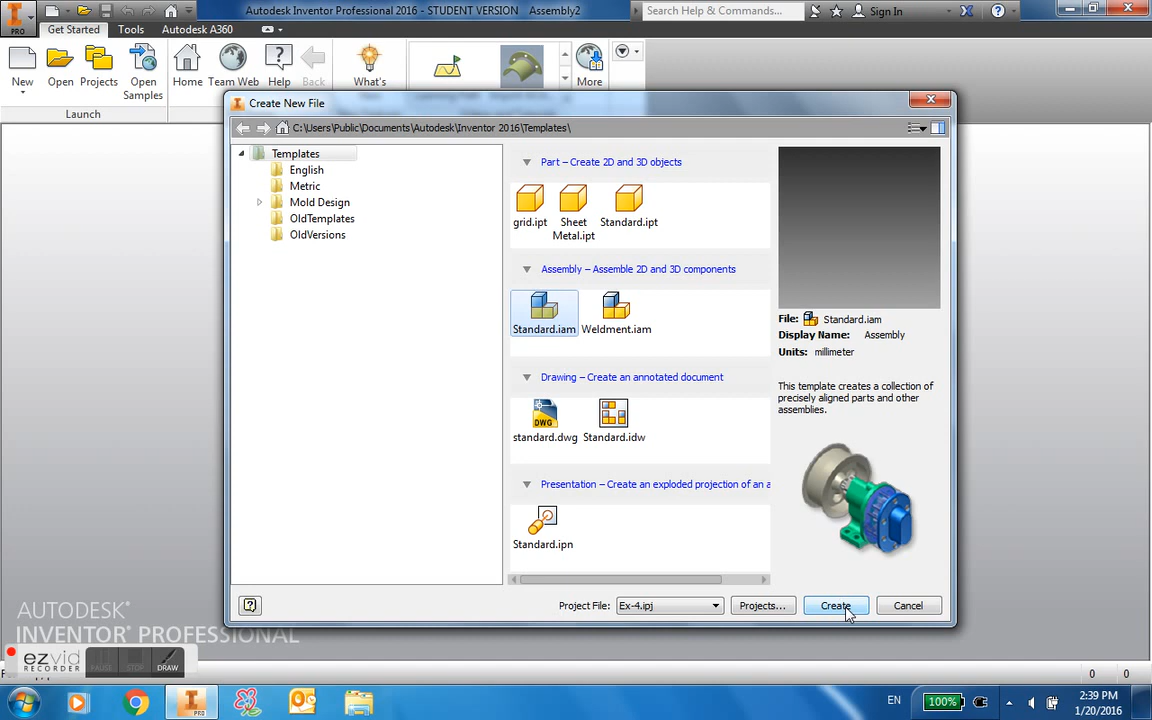 Autodesk Inventor Professional 2016 - STUDENT VERSION Assembly2
Search Help & Commands...
Sign In
PRO
Get Started
Tools
Autodesk A360
New
Open
Projects
Open Samples
Home
Team Web
Help
Back
What's
More
Launch
Create New File
C:\Users\Public\Documents\Autodesk\Inventor 2016\Templates\
Templates
English
Metric
Mold Design
OldTemplates
OldVersions
Part – Create 2D and 3D objects
grid.ipt
Sheet Metal.ipt
Standard.ipt
Assembly – Assemble 2D and 3D components
Standard.iam
Weldment.iam
Drawing – Create an annotated document
DWG
standard.dwg
Standard.idw
Presentation – Create an exploded projection of an a
Standard.ipn
File: Standard.iam
Display Name: Assembly
Units: millimeter
This template creates a collection of
precisely aligned parts and other
assemblies.
Project File:
Ex-4.ipj
Projects...
Create
Cancel
AUTODESK®
INVENTOR® PROFESSIONAL
ezvid
RECORDER
PAUSE
STOP
DRAW
0
0
PRO
EN
100%
2:39 PM
1/20/2016